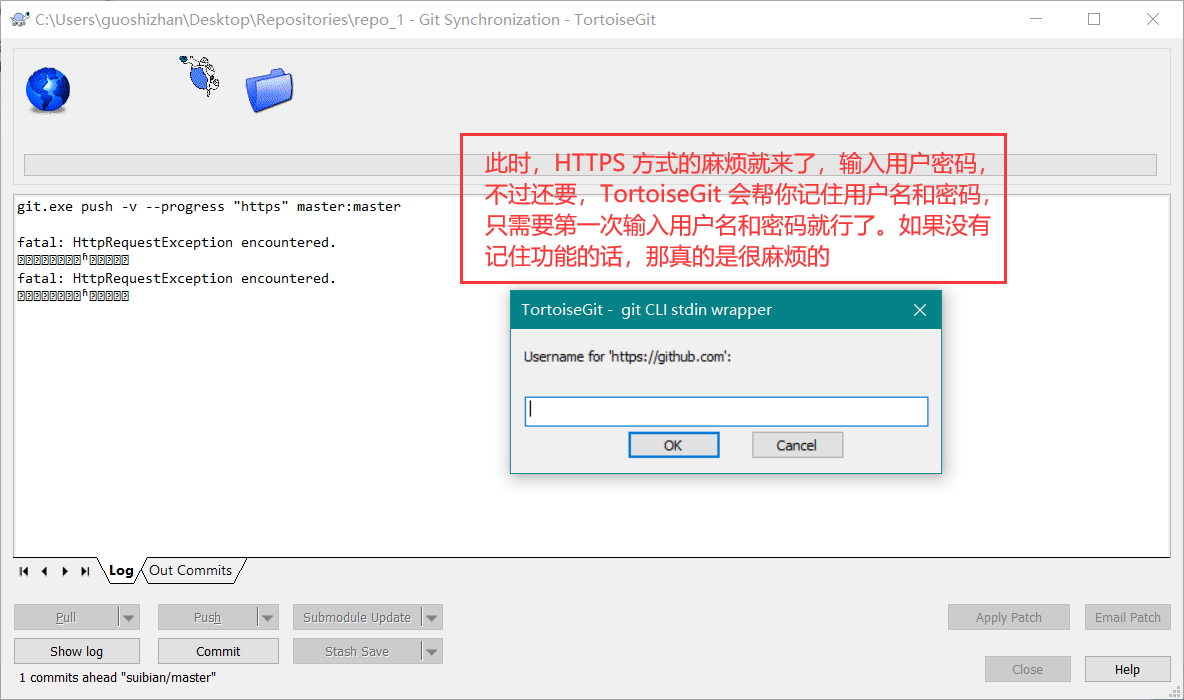 C:\Users\guoshizhan\Desktop\Repositories\repo_1 - Git Synchronization - TortoiseGit
此时，HTTPS 方式的麻烦就来了，输入用户密码，
不过还要，TortoiseGit 会帮你记住用户名和密码，
只需要第一次输入用户名和密码就行了。如果没有
记住功能的话，那真的是很麻烦的
git.exe push -v --progress "https" master:master
fatal: HttpRequestException encountered.
fatal: HttpRequestException encountered.
TortoiseGit - git CLI stdin wrapper
Username for 'https://github.com':
OK Cancel
Log Out Commits
Pull Push Submodule Update Apply Patch Email Patch
Show log Commit Stash Save
Close Help
1 commits ahead "suibian/master"